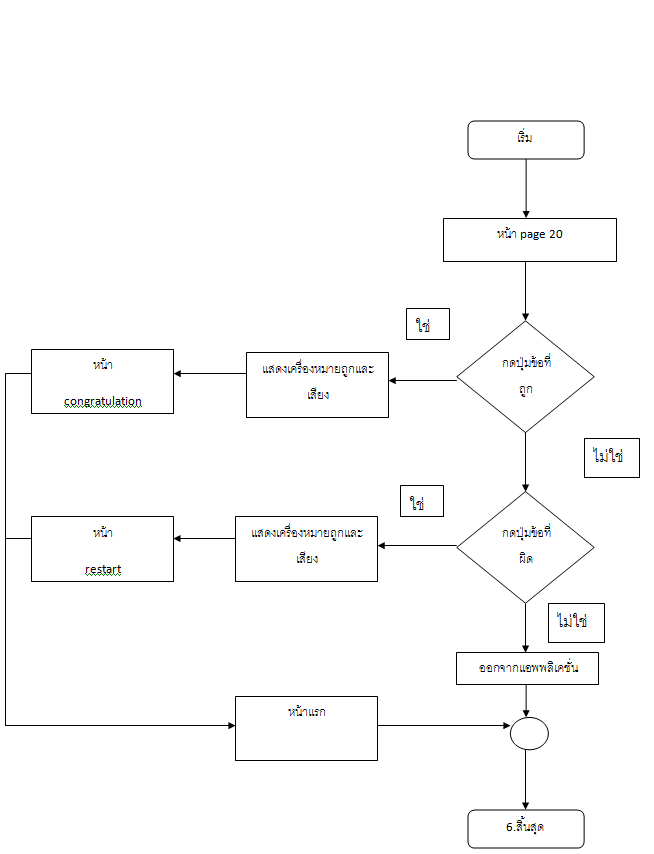 เริ่ม
หน้า page 20
ใช่
กดปุ่มข้อที่
ถูก
แสดงเครื่องหมายถูกและ
เสียง
หน้า
congratulation
ไม่ใช่
ใช่
กดปุ่มข้อที่
ผิด
แสดงเครื่องหมายถูกและ
เสียง
หน้า
restart
ไม่ใช่
ออกจากแอพพลิเคชั่น
หน้าแรก
6.สิ้นสุด